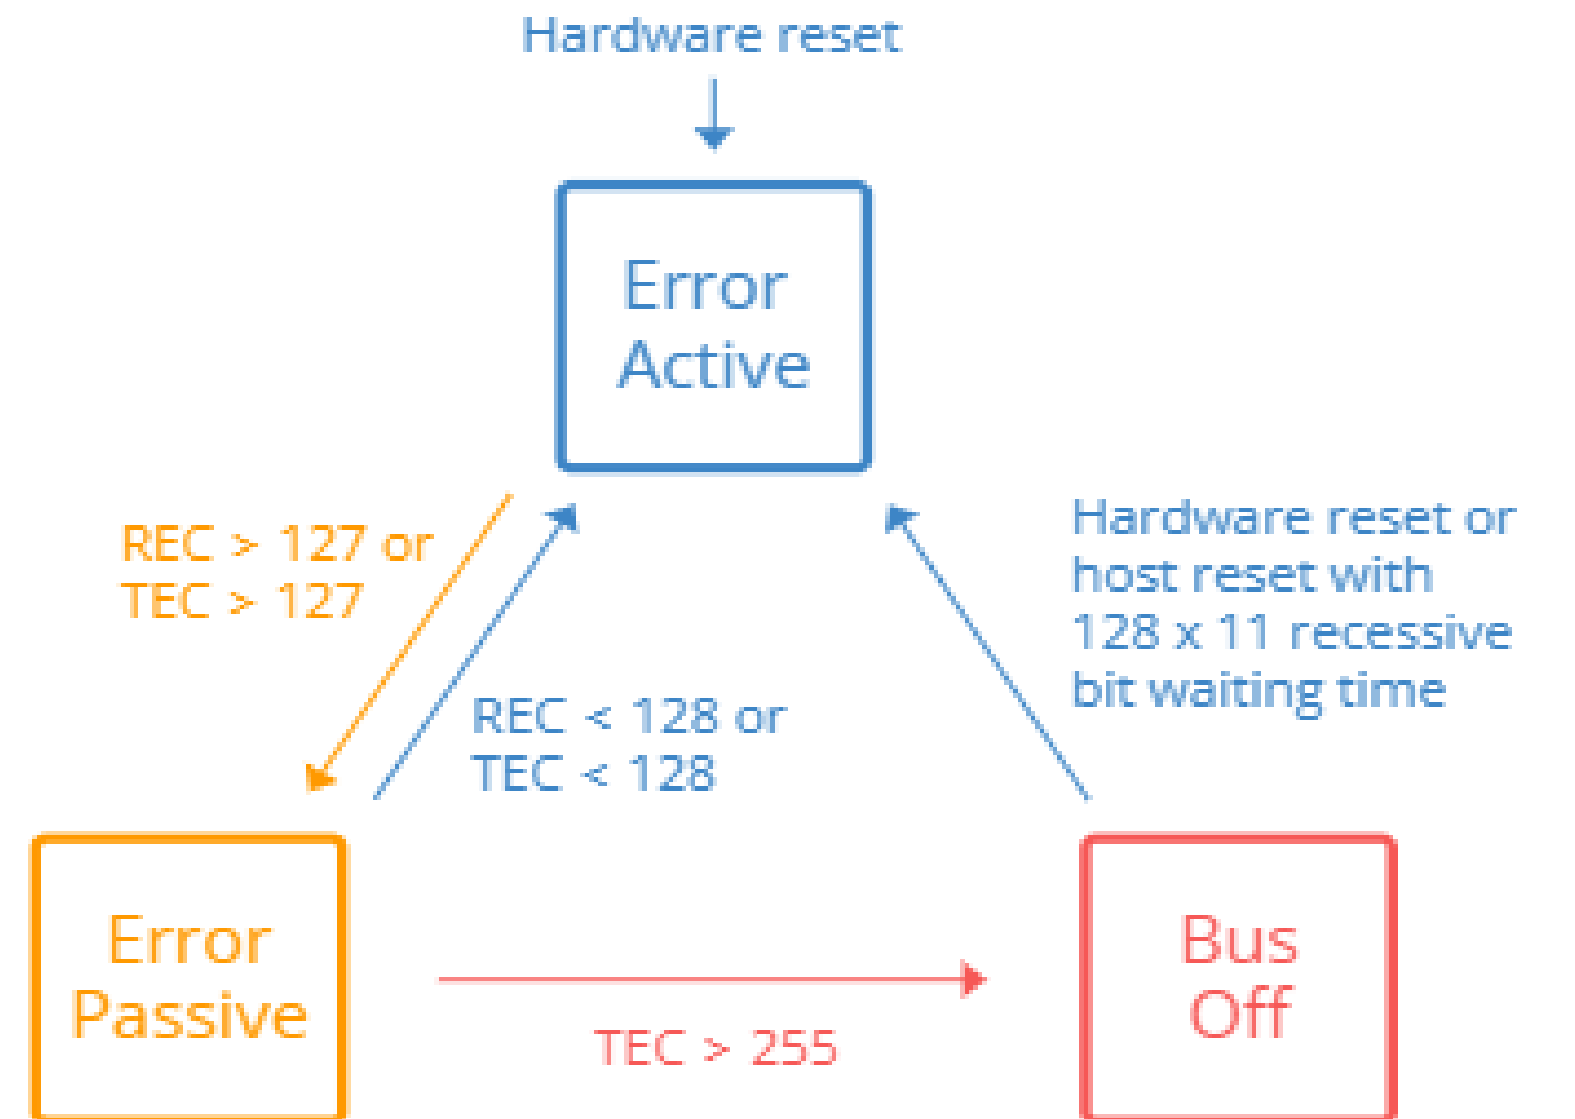 Hardware reset
Error
Active
REC > 127 or
TEC > 127
REC < 128 or
TEC < 128
Hardware reset or
host reset with
128 x 11 recessive
bit waiting time
Error
Passive
TEC > 255
Bus
Off